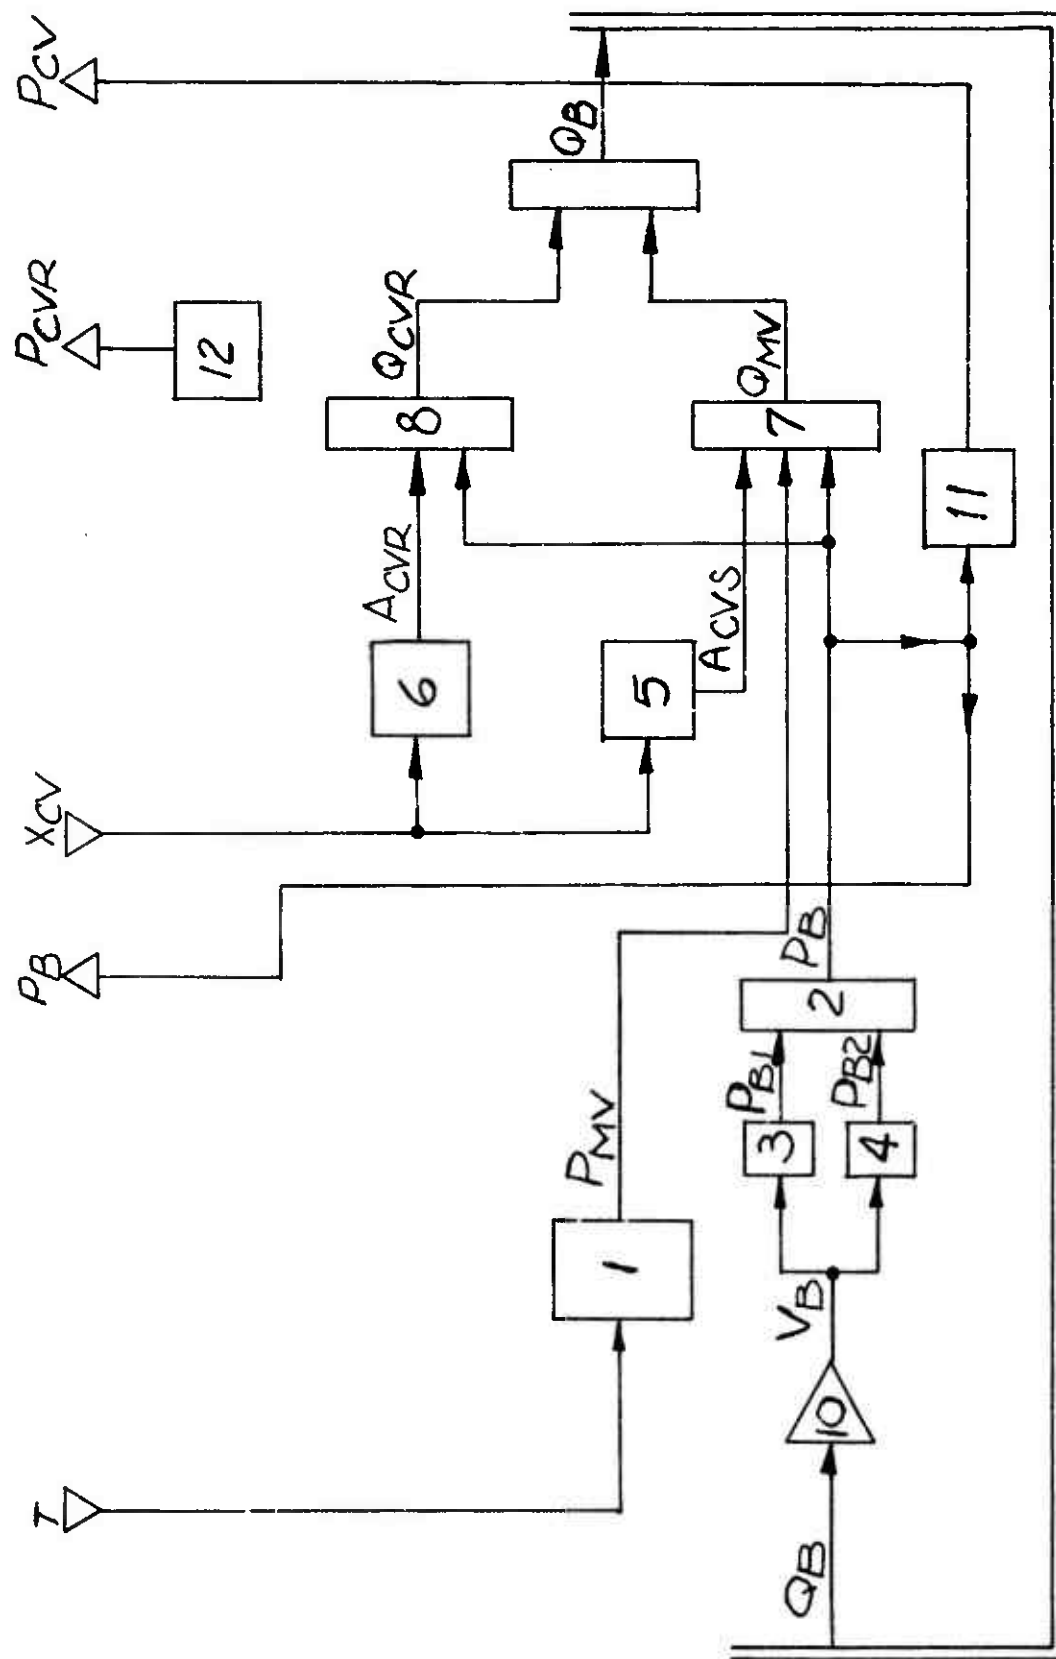 T
P_B
X_CV
P_CVR
P_CV
12
A_CVR
Q_CVR
6
8
P_MV
Q_B
1
5
A_CVS
P_B1
Q_MV
3
7
Q_B
V_B
P_B
10
2
P_B2
4
11